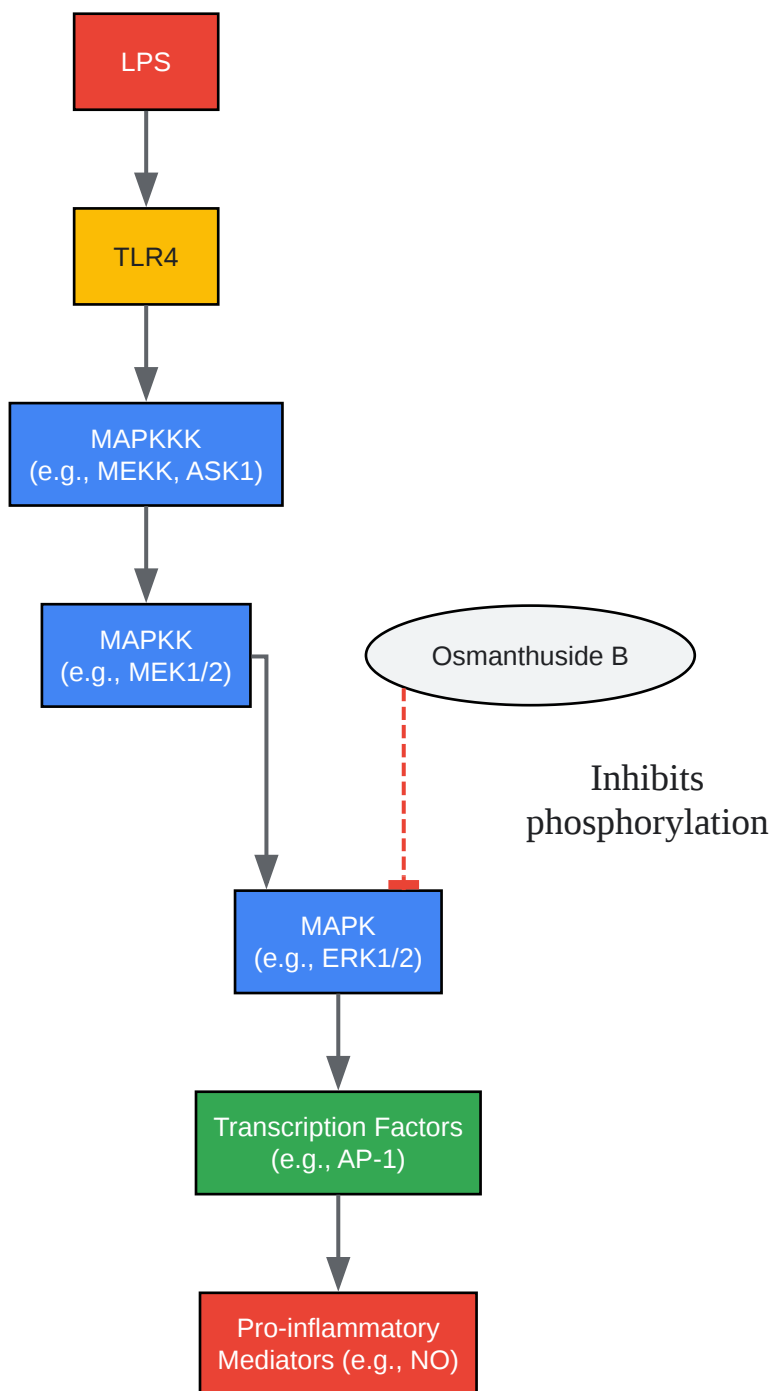 LPS
TLR4
MAPKKK
(e.g., MEKK, ASK1)
MAPKK
(e.g., MEK1/2)
Osmanthuside B
Inhibits
phosphorylation
MAPK
(e.g., ERK1/2)
Transcription Factors
(e.g., AP-1)
Pro-inflammatory
Mediators (e.g., NO)